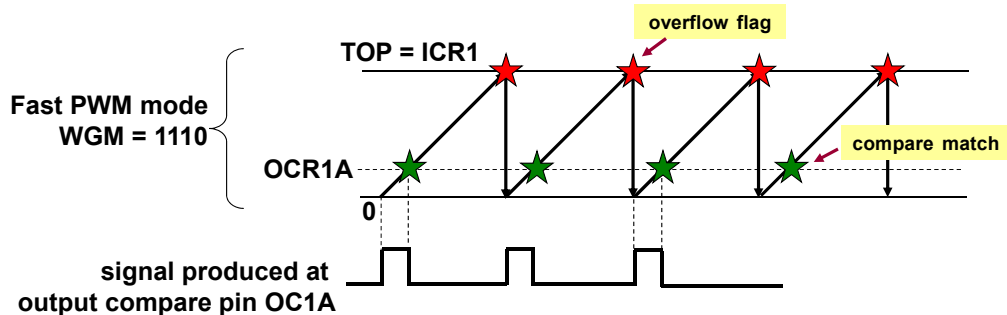 overflow flag
TOP = ICR1
Fast PWM mode
WGM = 1110
compare match
OCR1A
0
signal produced at
output compare pin OC1A